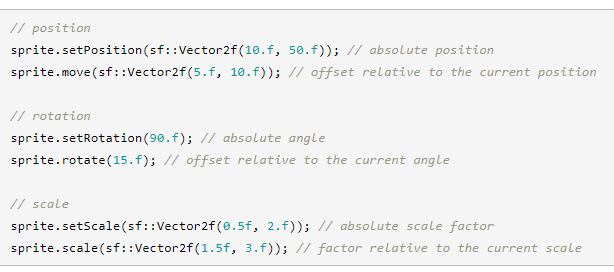 // position
sprite.setPosition(sf::Vector2f(10.f, 50.f)); // absolute position
sprite.move(sf::Vector2f(5.f, 10.f)); // offset relative to the current position
// rotation
sprite.setRotation(90.f); // absolute angle
sprite.rotate(15.f); // offset relative to the current angle
// scale
sprite.setScale(sf::Vector2f(0.5f, 2.f)); // absolute scale factor
sprite.scale(sf::Vector2f(1.5f, 3.f)); // factor relative to the current scale